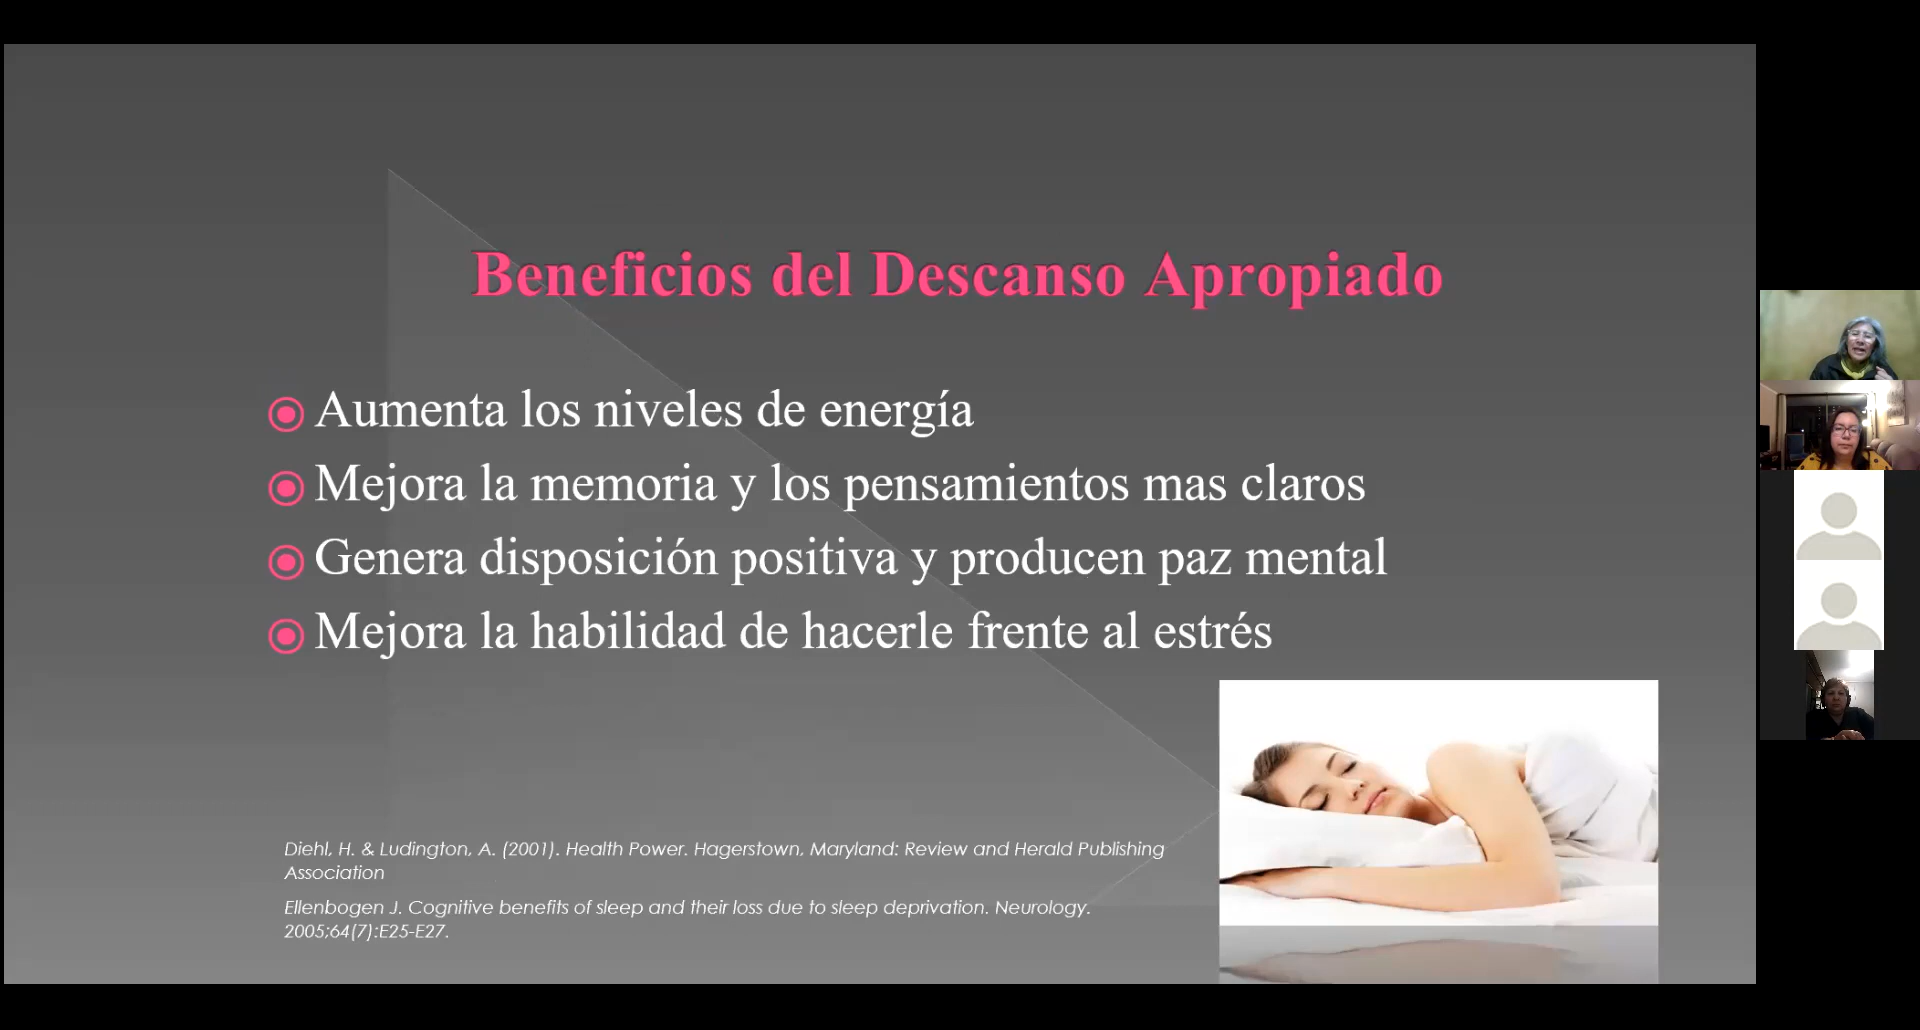 Beneficios del Descanso Apropiado
Aumenta los niveles de energía
Mejora la memoria y los pensamientos mas claros
Genera disposición positiva y producen paz mental
Mejora la habilidad de hacerle frente al estrés
Diehl, H. & Ludington, A. (2001). Health Power. Hagerstown, Maryland: Review and Herald Publishing
Association
Ellenbogen J. Cognitive benefits of sleep and their loss due to sleep deprivation. Neurology.
2005;64(7):E25-E27.